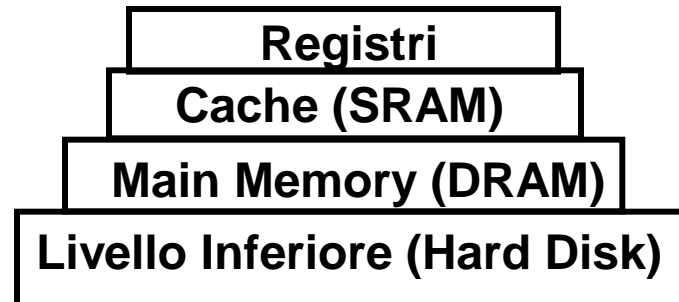 Registri
Cache (SRAM)
Main Memory (DRAM)
Livello Inferiore (Hard Disk)